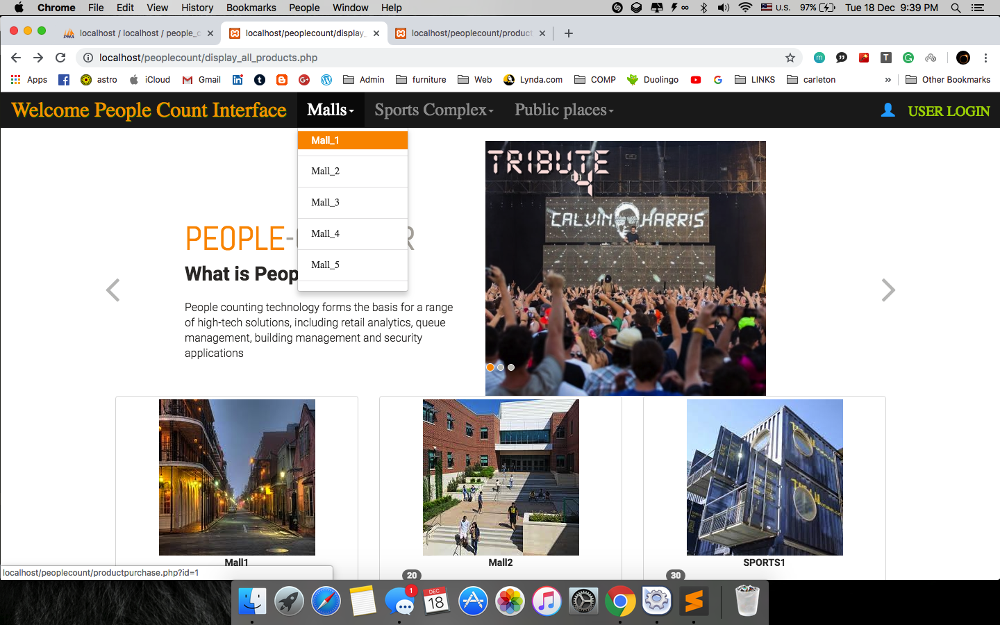 Chrome File Edit View History Bookmarks People Window Help U.S. 97% Tue 18 Dec 9:39 PM
localhost / localhost / people_c localhost/peoplecount/display_ localhost/peoplecount/product
localhost/peoplecount/display_all_products.php
Apps astro iCloud Gmail Admin furniture Web Lynda.com COMP Duolingo LINKS carleton » Other Bookmarks
Welcome People Count Interface Malls Sports Complex Public places USER LOGIN
Mall_1
Mall_2
Mall_3
Mall_4
Mall_5
TRIBUTE
4
CALVIN HARRIS
PEOPLE-
What is Peop
People counting technology forms the basis for a range
of high-tech solutions, including retail analytics, queue
management, building management and security
applications
Mall1 Mall2 SPORTS1
20 30
localhost/peoplecount/productpurchase.php?id=1
1
DEC
18